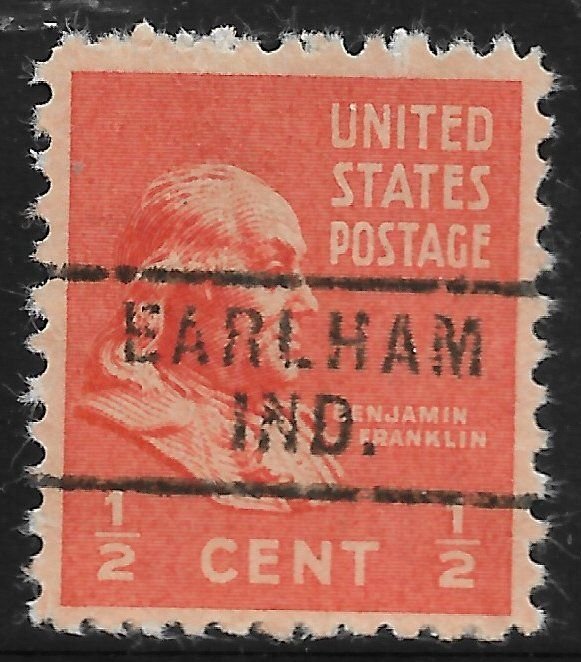 UNITED
STATES
POSTAGE
EARLHAM
IND.
BENJAMIN
FRANKLIN
1/2 CENT 1/2